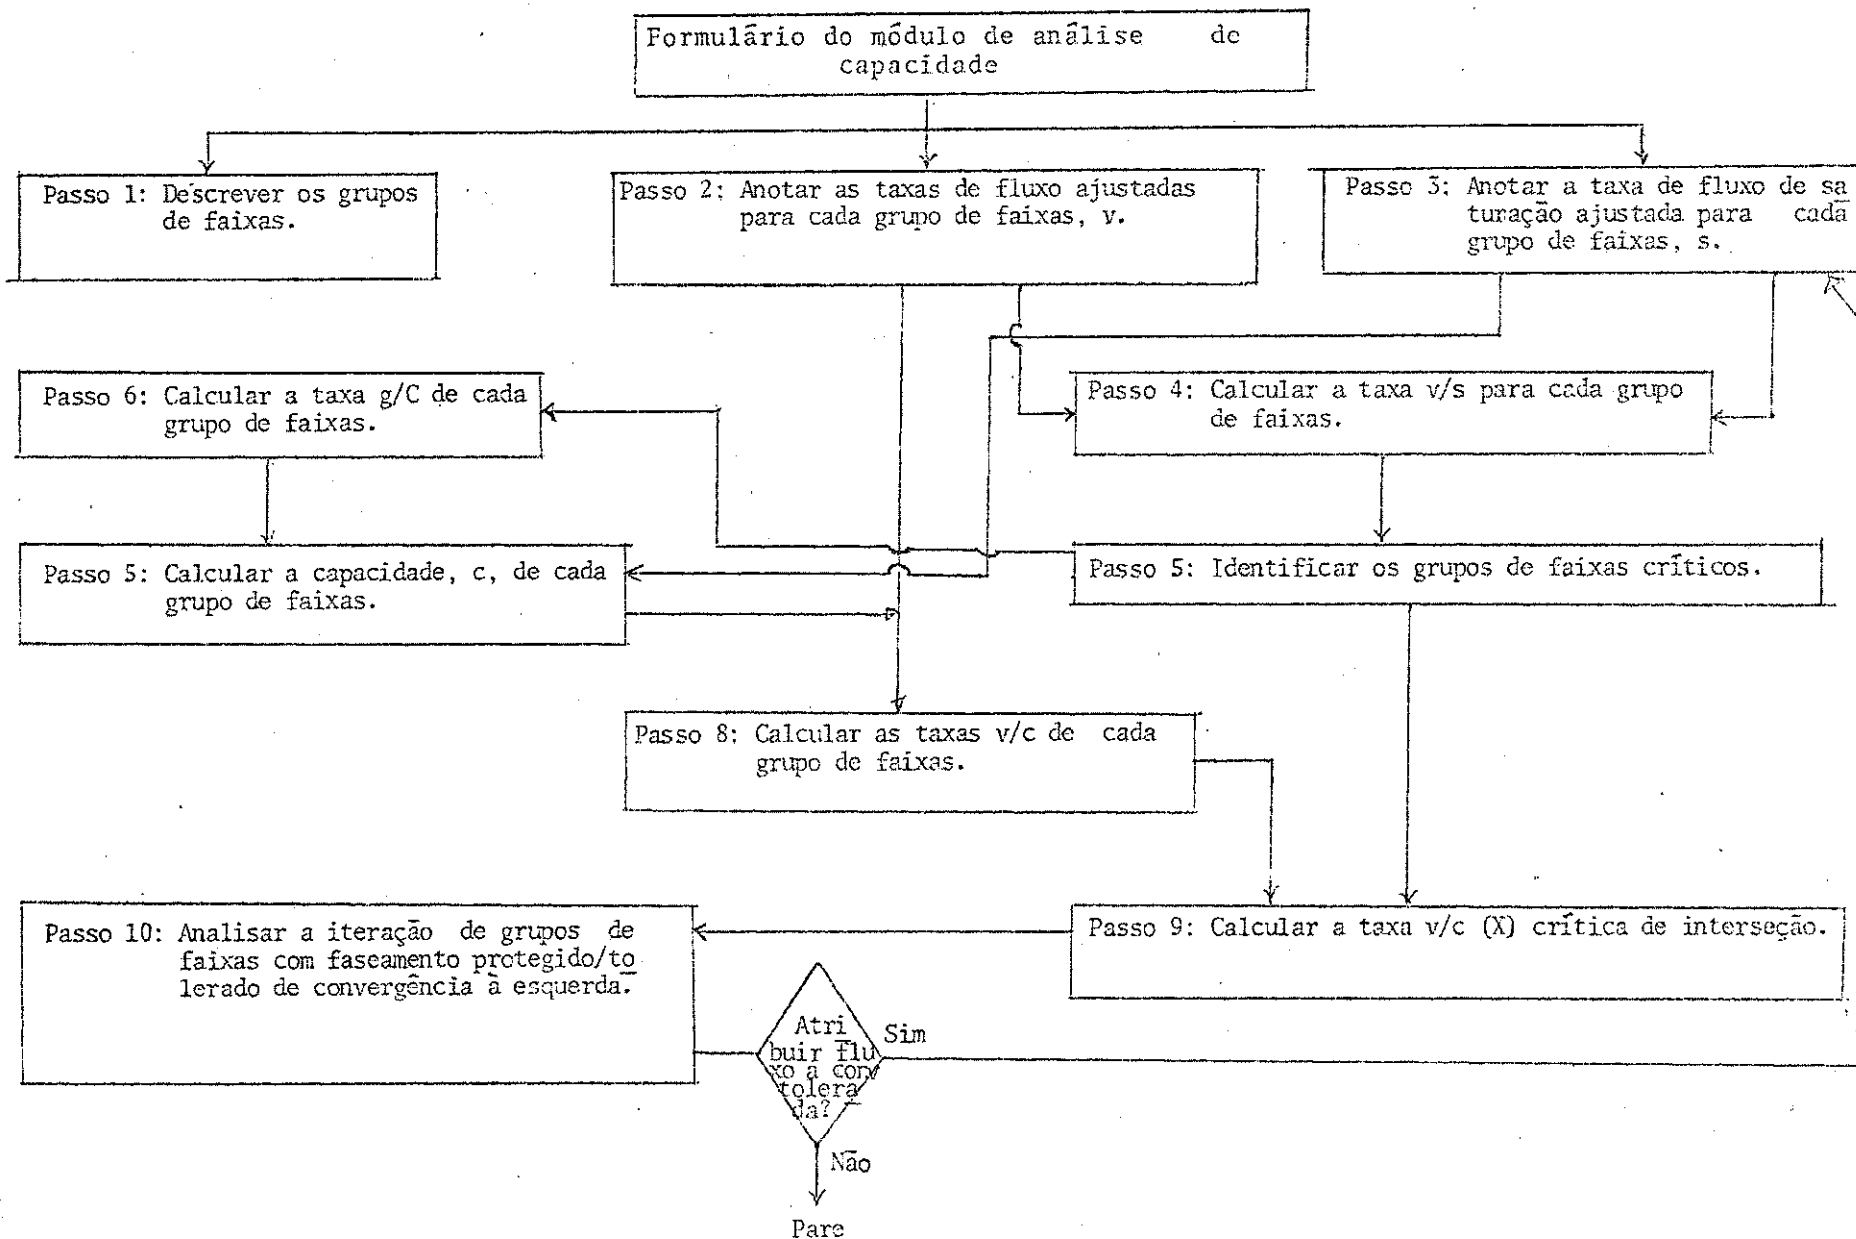 Formulário do módulo de análise de
capacidade
Passo 1: Descrever os grupos
de faixas.
Passo 2: Anotar as taxas de fluxo ajustadas
para cada grupo de faixas, v.
Passo 3: Anotar a taxa de fluxo de sa
turação ajustada para cada
grupo de faixas, s.
Passo 6: Calcular a taxa g/C de cada
grupo de faixas.
Passo 4: Calcular a taxa v/s para cada grupo
de faixas.
Passo 5: Calcular a capacidade, c, de cada
grupo de faixas.
Passo 5: Identificar os grupos de faixas críticos.
Passo 8: Calcular as taxas v/c de cada
grupo de faixas.
Passo 10: Analisar a iteração de grupos de
faixas com faseamento protegido/to
lerado de convergência à esquerda.
Passo 9: Calcular a taxa v/c (X) crítica de interseção.
Atri
buir flu
xo a conv
tolera
da?
Sim
Não
Pare